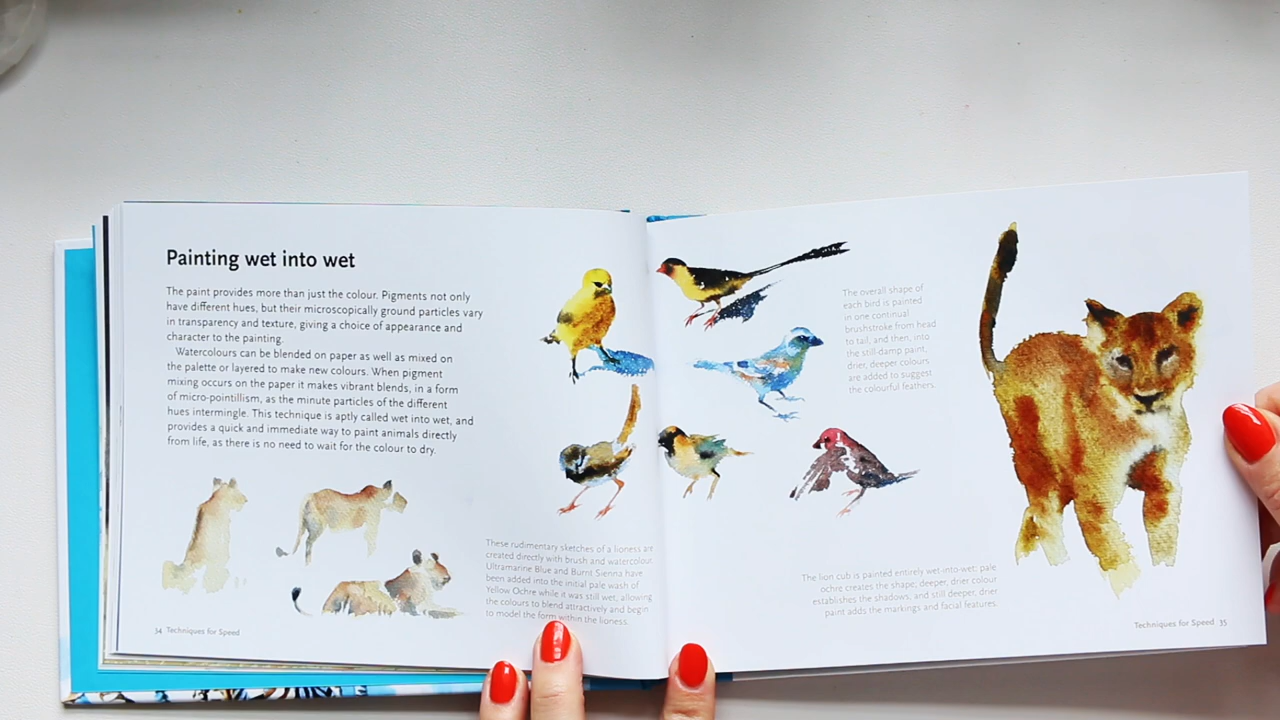 Painting wet into wet
The paint provides more than just the colour. Pigments not only
have different hues, but their microscopically ground particles vary
in transparency and texture, giving a choice of appearance and
character to the painting.
Watercolours can be blended on paper as well as mixed on
the palette or layered to make new colours. When pigment
mixing occurs on the paper it makes vibrant blends, in a form
of micro-pointillism, as the minute particles of the different
hues intermingle. This technique is aptly called wet into wet, and
provides a quick and immediate way to paint animals directly
from life, as there is no need to wait for the colour to dry.
These rudimentary sketches of a lioness are
created directly with brush and watercolour.
Ultramarine Blue and Burnt Sienna have
been added into the initial pale wash of
Yellow Ochre while it was still wet, allowing
the colours to blend attractively and begin
to model the form within the lioness.
34 Techniques for Speed
The overall shape of
each bird is painted
in one continual
brushstroke from head
to tail, and then, into
the still-damp paint,
drier, deeper colours
are added to suggest
the colourful feathers.
The lion cub is painted entirely wet-into-wet: pale
ochre creates the shape, deeper, drier colour
establishes the shadows, and still deeper, drier
paint adds the markings and facial features.
Techniques for Speed 35